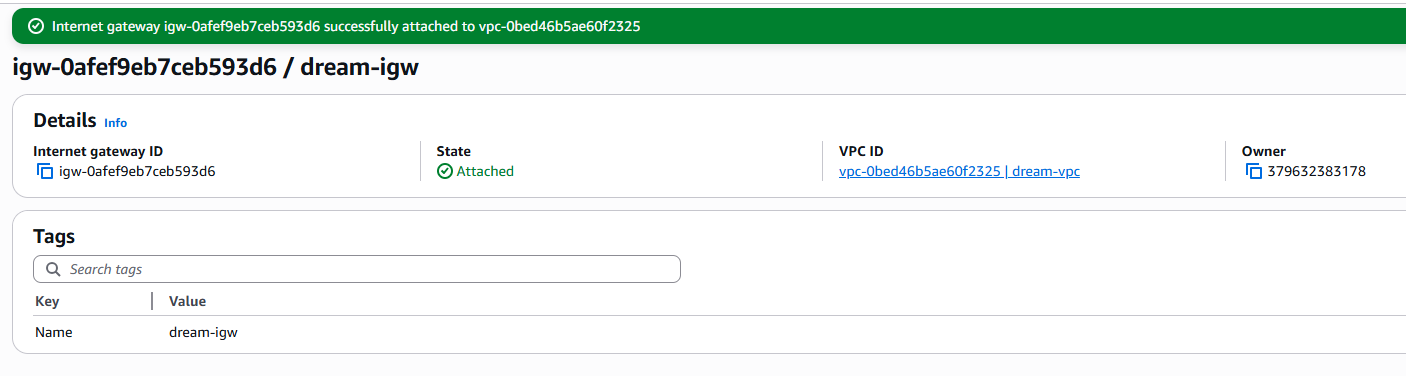 Internet gateway igw-0afef9eb7ceb593d6 successfully attached to vpc-0bed46b5ae60f2325
igw-0afef9eb7ceb593d6 / dream-igw
Details Info
Internet gateway ID State VPC ID Owner
igw-0afef9eb7ceb593d6 Attached vpc-0bed46b5ae60f2325 | dream-vpc 379632383178
Tags
Search tags
Key Value
Name dream-igw